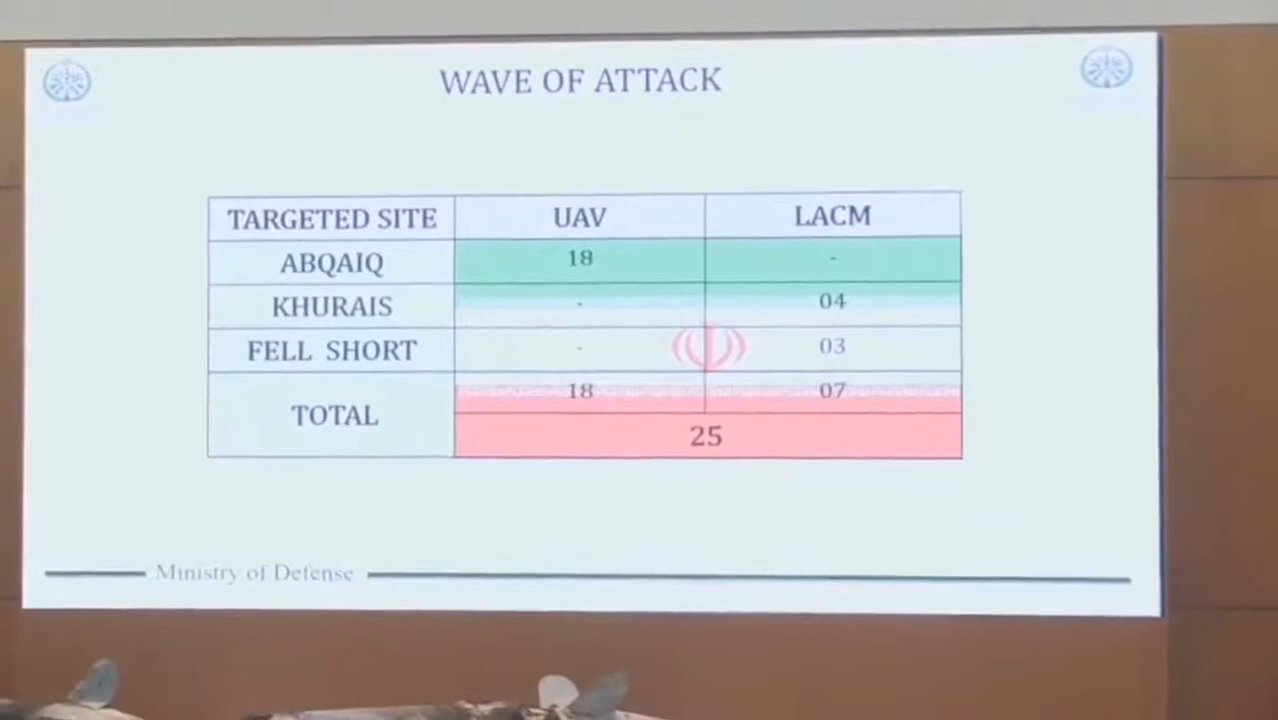 WAVE OF ATTACK
TARGETED SITE UAV LACM
ABQAIQ 18 -
KHURAIS - 04
FELL SHORT - 03
TOTAL 18 07
25
Ministry of Defense